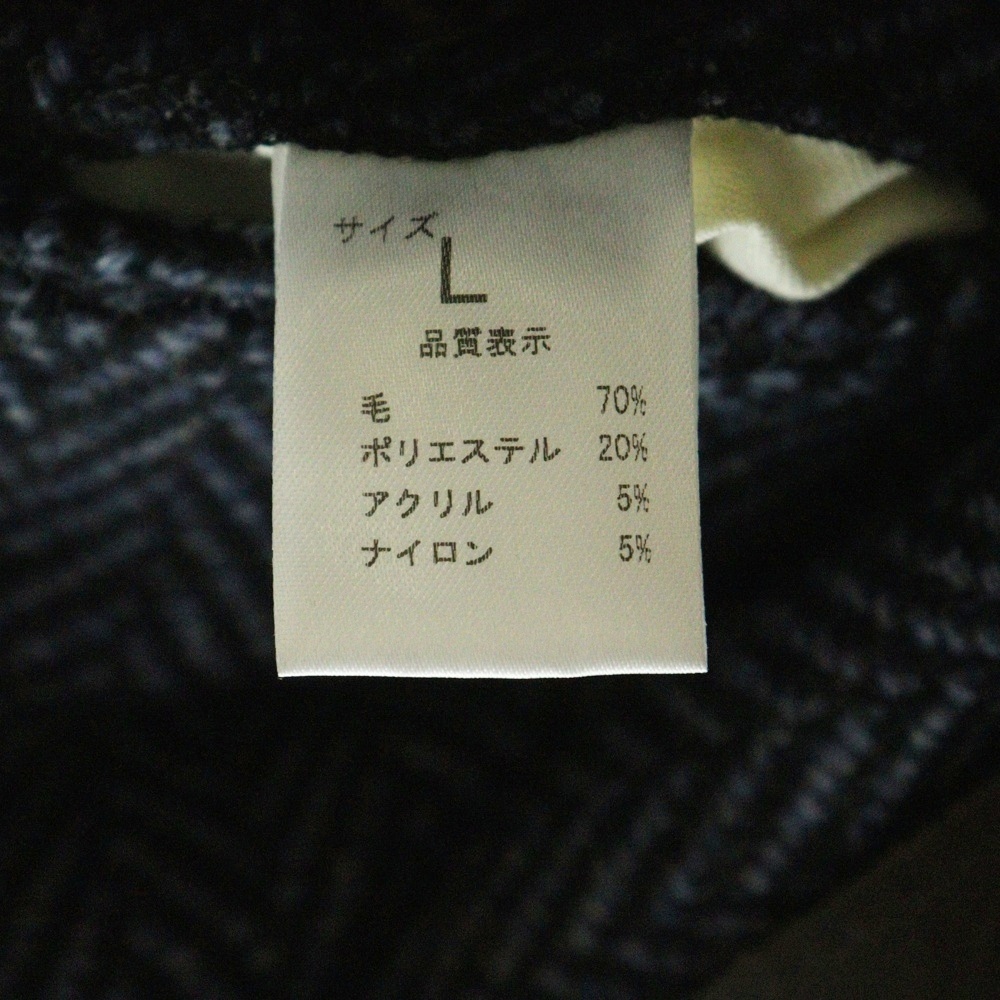 サイズ
L
品質表示
毛 70%
ポリエステル 20%
アクリル 5%
ナイロン 5%